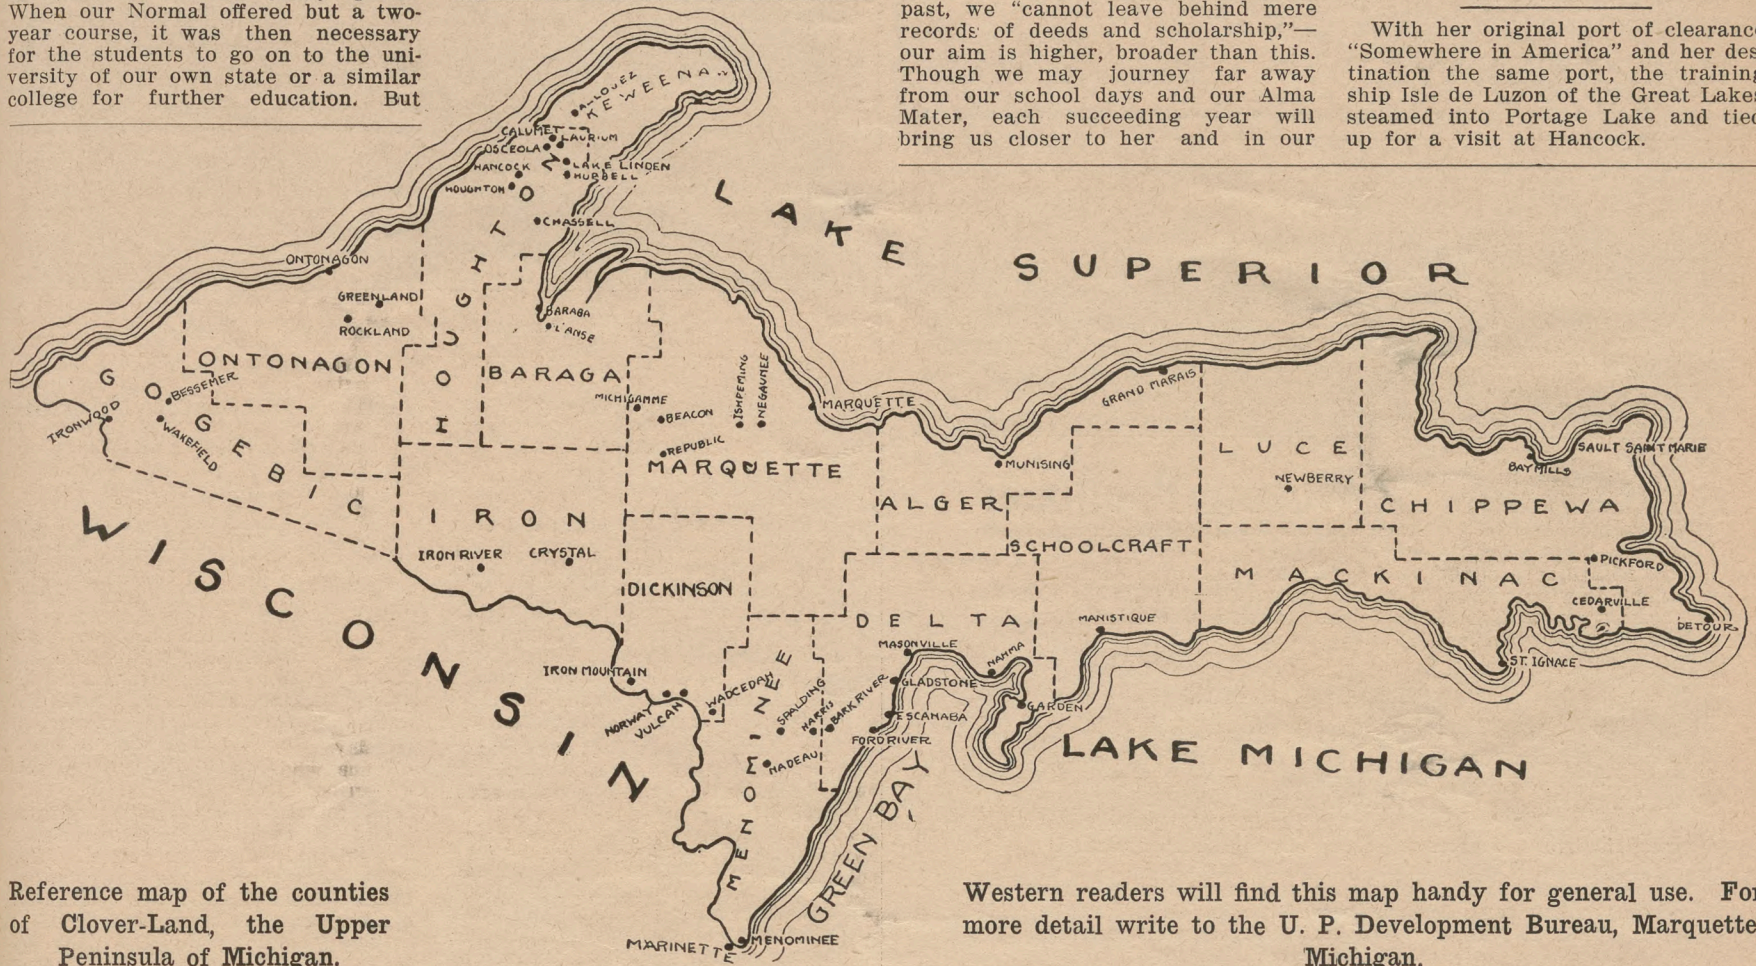 When our Normal offered but a two-
year course, it was then necessary
for the students to go on to the uni-
versity of our own state or a similar
college for further education. But
past, we "cannot leave behind mere
records of deeds and scholarship,"—
our aim is higher, broader than this.
Though we may journey far away
from our school days and our Alma
Mater, each succeeding year will
bring us closer to her and in our
With her original port of clearanc
"Somewhere in America" and her des
tination the same port, the training
ship Isle de Luzon of the Great Lake
steamed into Portage Lake and tied
up for a visit at Hancock.
LAKE SUPERIOR
ALLOUEZ
KEWEENA
CALUMET
LAURIUM
OSCEOLA
HANCOCK
LAKE LINDEN
HUBBELL
HOUGHTON
CHASSELL
HOUGHTON
ONTONAGON
GREENLAND
ROCKLAND
ONTONAGON
BARABA
L'ANSE
BARAGA
GOGEBIC
BESSEMER
IRONWOOD
WAKEFIELD
MICHIGAMME
BEACON
REPUBLIC
ISHPEMING
NEGAUNEE
MARQUETTE
MARQUETTE
MUNISING
ALGER
GRAND MARAIS
LUCE
NEWBERRY
SAULT SAINT MARIE
BAY MILLS
CHIPPEWA
IRON
IRON RIVER
CRYSTAL
SCHOOLCRAFT
MACKINAC
PICKFORD
CEDARVILLE
DETOUR
ST. IGNACE
DICKINSON
DELTA
MANISTIQUE
MASONVILLE
NAHMA
GLADSTONE
GARDEN
ESCANABA
FORD RIVER
BARK RIVER
HARRIS
SPALDING
NADEAU
WADCEDAH
IRON MOUNTAIN
NORWAY
VULCAN
MENOMINEE
WISCONSIN
LAKE MICHIGAN
GREEN BAY
MARINETTE
MENOMINEE
Reference map of the counties
of Clover-Land, the Upper
Peninsula of Michigan.
Western readers will find this map handy for general use. For
more detail write to the U. P. Development Bureau, Marquette
Michigan.